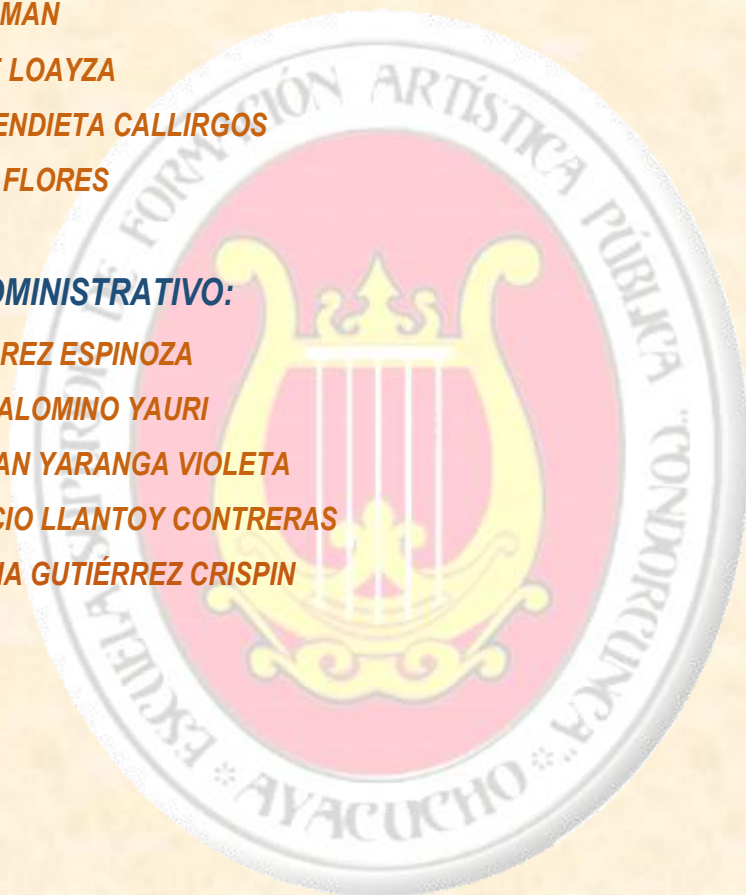 MAN
LOAYZA
ENDIETA CALLIRGOS
FLORES
DMINISTRATIVO:
REZ ESPINOZA
ALOMINO YAURI
AN YARANGA VIOLETA
CIO LLANTOY CONTRERAS
IA GUTIÉRREZ CRISPIN
ESCUELA SUPERIOR DE FORMACIÓN ARTÍSTICA PÚBLICA "CONDORCUNCA"
* AYACUCHO *